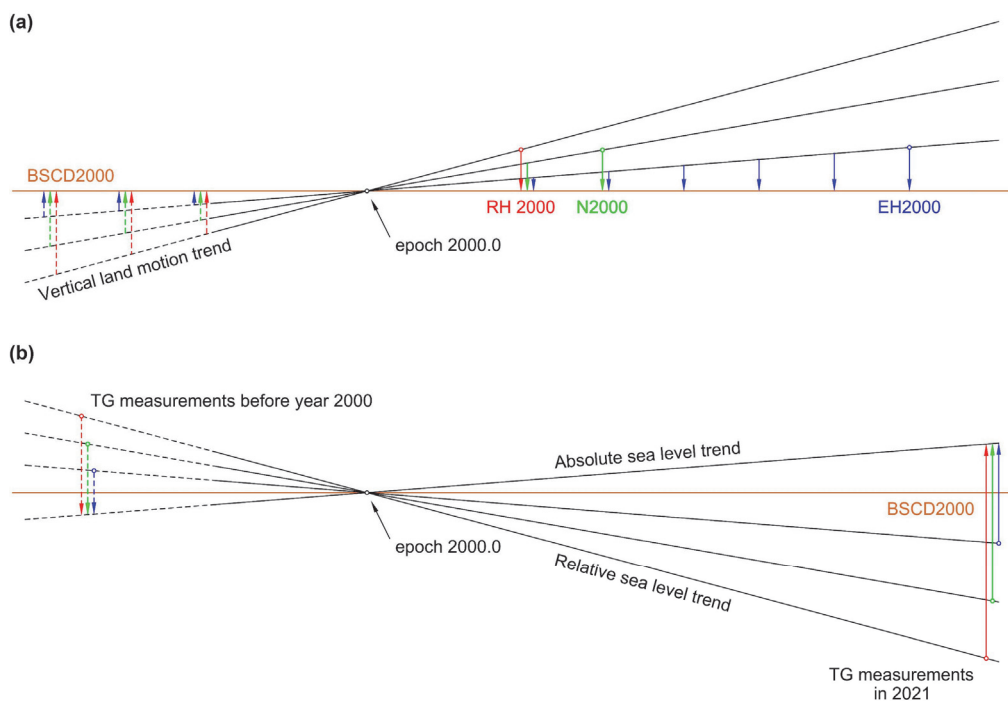 (a)
BSCD2000
RH 2000
N2000
EH2000
epoch 2000.0
Vertical land motion trend
(b)
TG measurements before year 2000
Absolute sea level trend
BSCD2000
epoch 2000.0
Relative sea level trend
TG measurements
in 2021